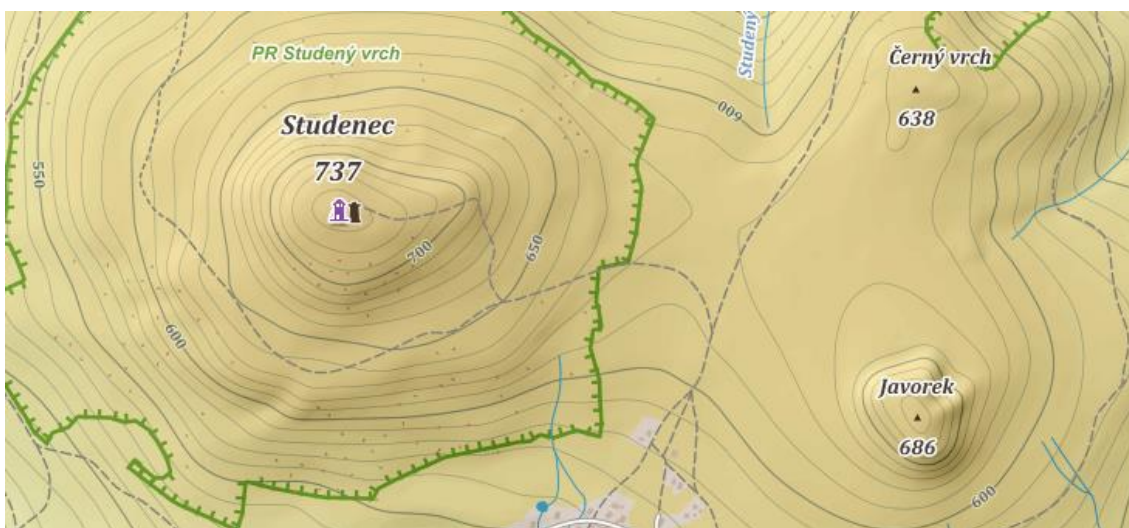 PR Studený vrch
Studený
Černý vrch
638
600
Studenec
737
550
700
650
600
Javorek
686
600